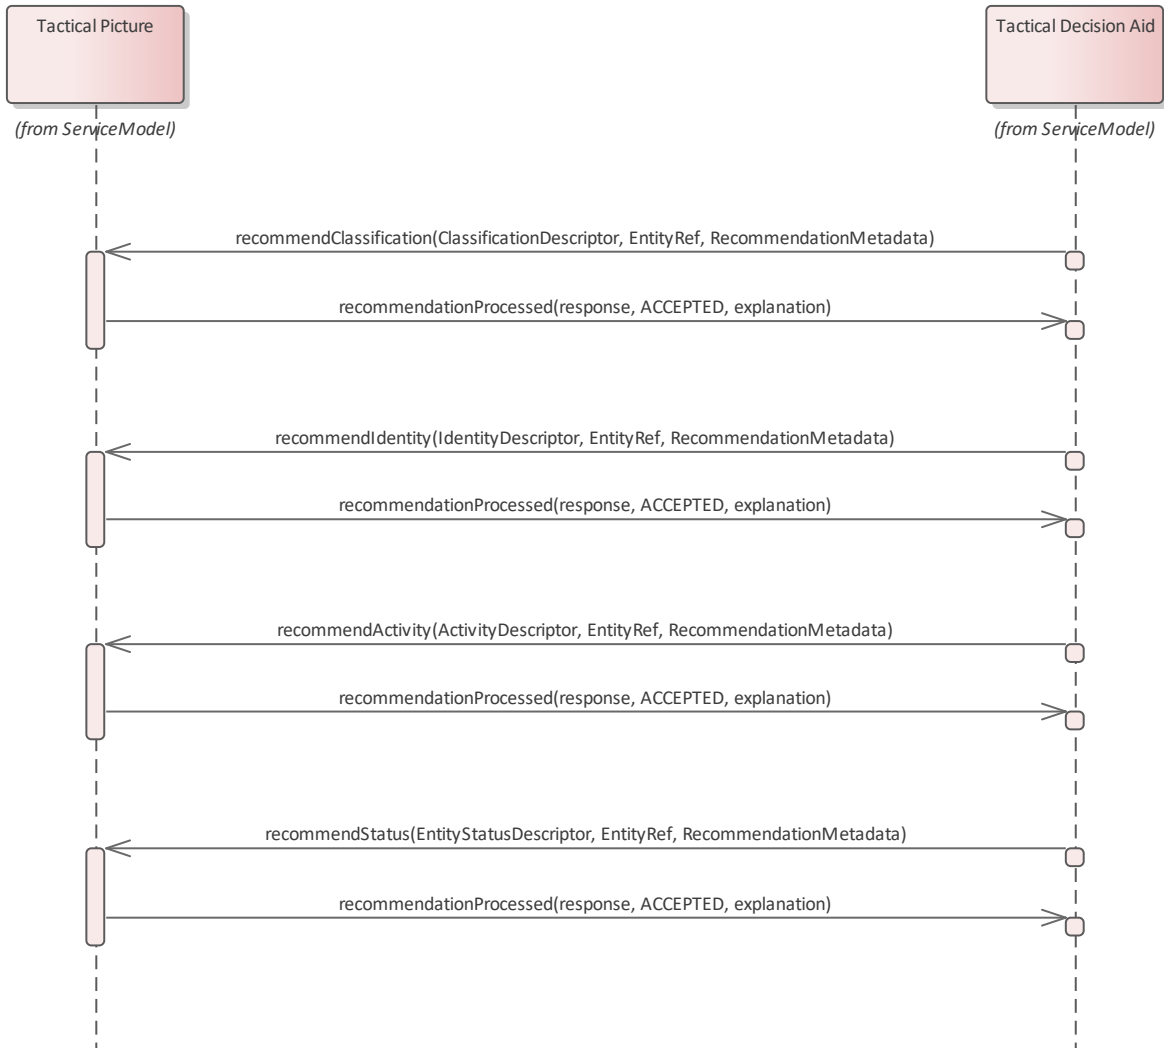 Tactical Picture
Tactical Decision Aid
(from ServiceModel)
(from ServiceModel)
recommendClassification(ClassificationDescriptor, EntityRef, RecommendationMetadata)
recommendationProcessed(response, ACCEPTED, explanation)
recommendIdentity(IdentityDescriptor, EntityRef, RecommendationMetadata)
recommendationProcessed(response, ACCEPTED, explanation)
recommendActivity(ActivityDescriptor, EntityRef, RecommendationMetadata)
recommendationProcessed(response, ACCEPTED, explanation)
recommendStatus(EntityStatusDescriptor, EntityRef, RecommendationMetadata)
recommendationProcessed(response, ACCEPTED, explanation)